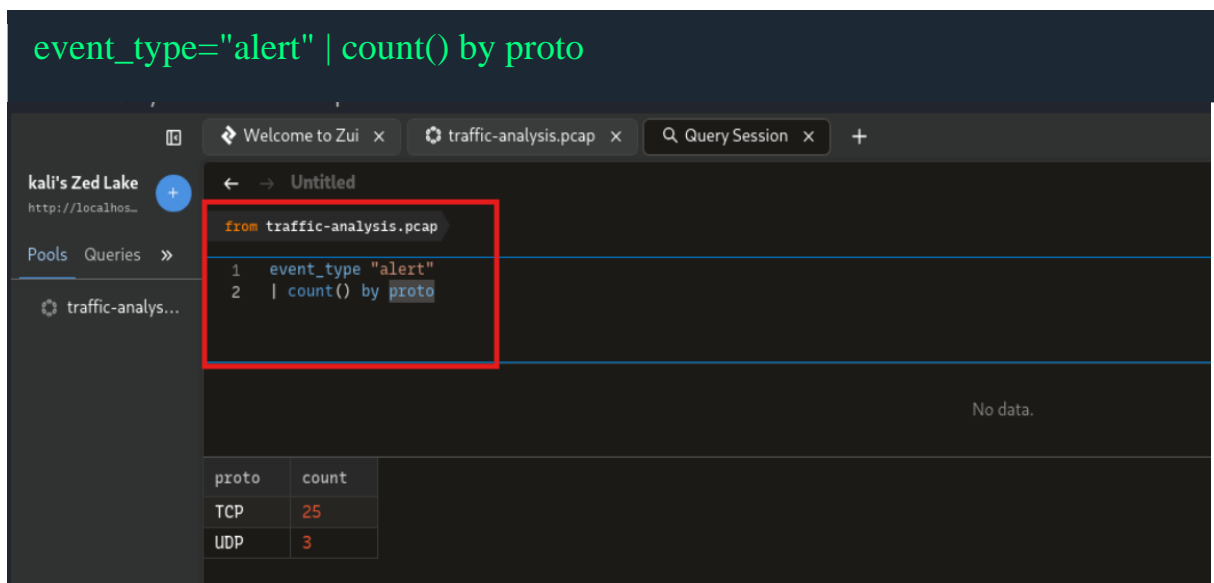 event_type="alert" | count() by proto
Welcome to Zui × traffic-analysis.pcap × Query Session × +
kali's Zed Lake +
http://localhos…
← → Untitled
from traffic-analysis.pcap
Pools Queries »
1 event_type "alert"
2 | count() by proto
traffic-analys...
No data.
proto count
TCP 25
UDP 3